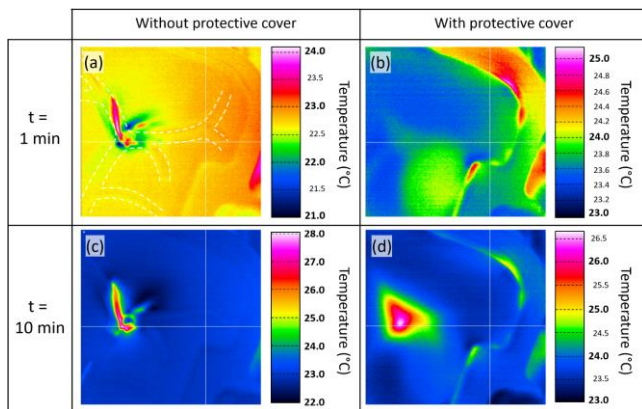 Without protective cover
With protective cover
t =
1 min
(a)
24.0
23.5
23.0
22.5
22.0
21.5
21.0
Temperature (°C)
(b)
25.0
24.8
24.6
24.4
24.2
24.0
23.8
23.6
23.4
23.2
23.0
Temperature (°C)
t =
10 min
(c)
28.0
27.0
26.0
25.0
24.0
23.0
22.0
Temperature (°C)
(d)
26.5
26.0
25.5
25.0
24.5
24.0
23.5
23.0
Temperature (°C)